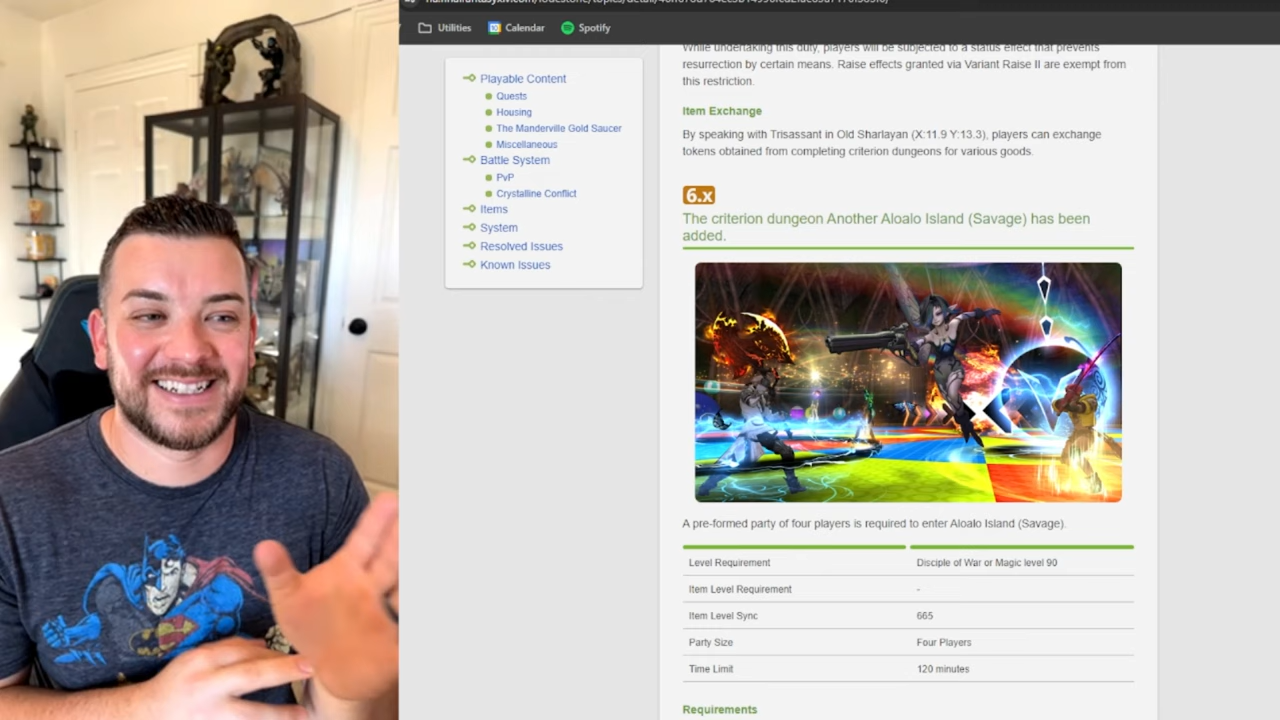 Utilities
Calendar
Spotify
Playable Content
Quests
Housing
The Manderville Gold Saucer
Miscellaneous
Battle System
PvP
Crystalline Conflict
Items
System
Resolved Issues
Known Issues
While undertaking this duty, players will be subjected to a status effect that prevents
resurrection by certain means. Raise effects granted via Variant Raise II are exempt from
this restriction.
Item Exchange
By speaking with Trisassant in Old Sharlayan (X:11.9 Y:13.3), players can exchange
tokens obtained from completing criterion dungeons for various goods.
6.x
The criterion dungeon Another Aloalo Island (Savage) has been
added.
A pre-formed party of four players is required to enter Aloalo Island (Savage).
Level Requirement Disciple of War or Magic level 90
Item Level Requirement -
Item Level Sync 665
Party Size Four Players
Time Limit 120 minutes
Requirements